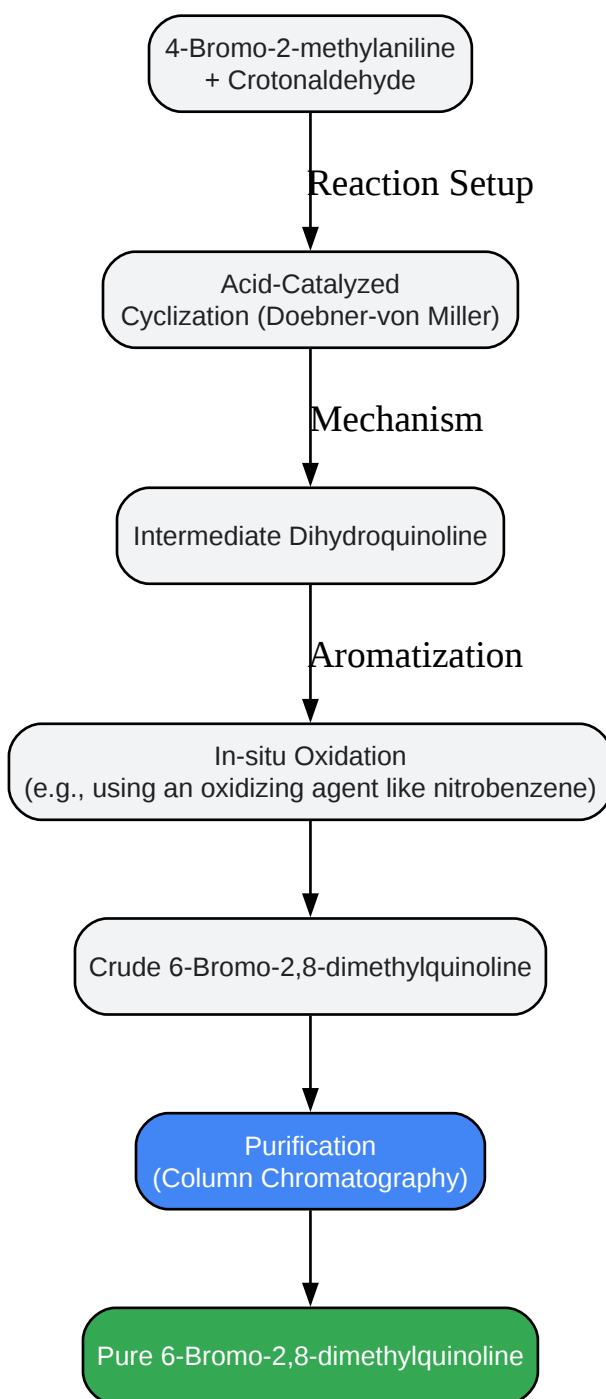 4-Bromo-2-methylaniline
+ Crotonaldehyde
Reaction Setup
Acid-Catalyzed
Cyclization (Doebner-von Miller)
Mechanism
Intermediate Dihydroquinoline
Aromatization
In-situ Oxidation
(e.g., using an oxidizing agent like nitrobenzene)
Crude 6-Bromo-2,8-dimethylquinoline
Purification
(Column Chromatography)
Pure 6-Bromo-2,8-dimethylquinoline